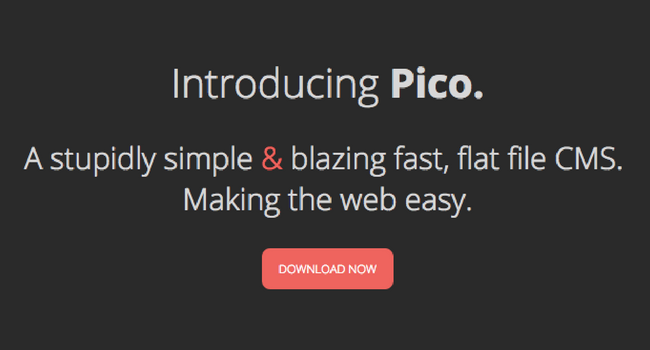 Introducing Pico.
A stupidly simple & blazing fast, flat file CMS.
Making the web easy.
DOWNLOAD NOW